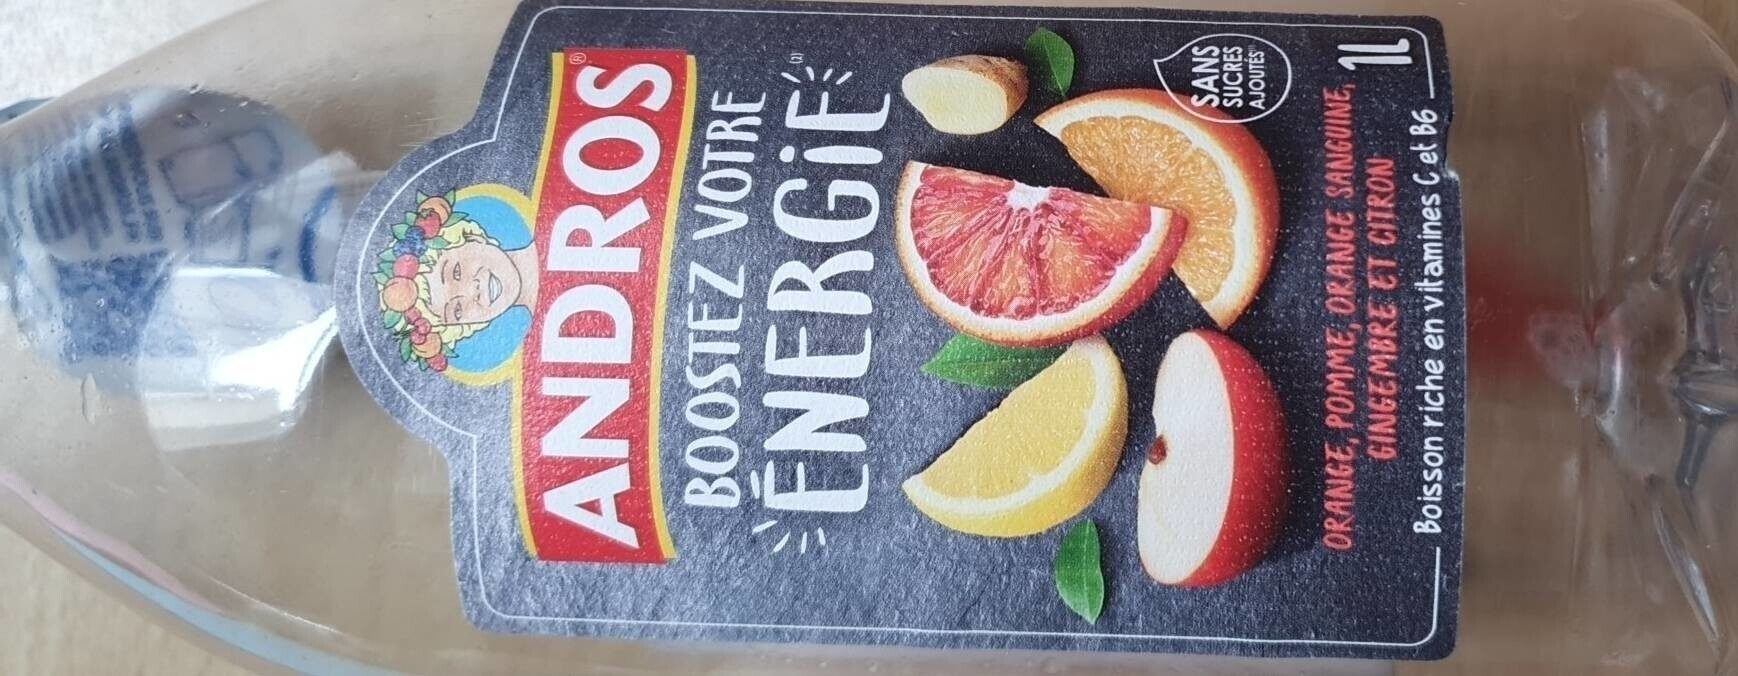 ANDROS®
BOOSTEZ VOTRE
ÉNERGiE (2)
SANS
SUCRES
AJOUTÉS
ORANGE, POMME, ORANGE SANGUINE,
GINGEMBRE ET CITRON
1L
Boisson riche en vitamines C et B6